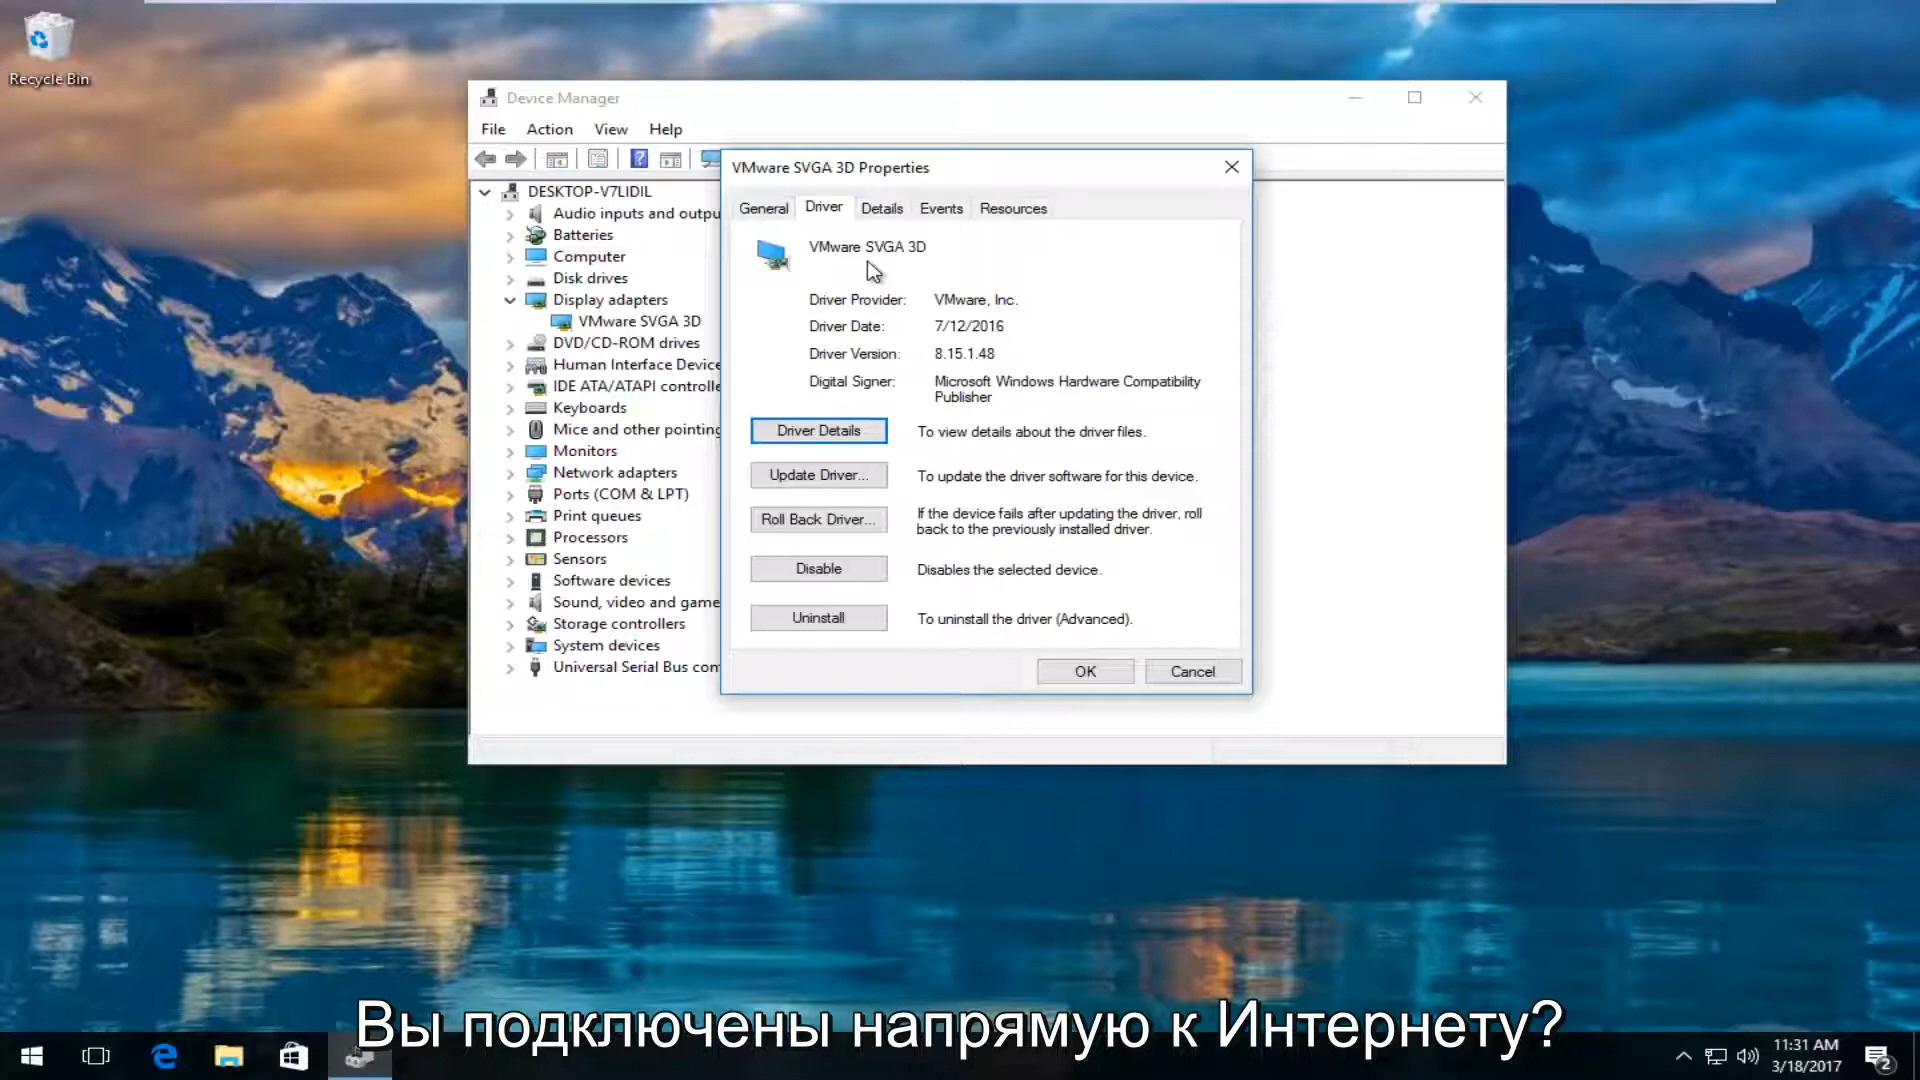 Recycle Bin
Device Manager
File Action View Help
DESKTOP-V7LIDIL
Audio inputs and outpu
Batteries
Computer
Disk drives
Display adapters
VMware SVGA 3D
DVD/CD-ROM drives
Human Interface Device
IDE ATA/ATAPI controlle
Keyboards
Mice and other pointing
Monitors
Network adapters
Ports (COM & LPT)
Print queues
Processors
Sensors
Software devices
Sound, video and game
Storage controllers
System devices
Universal Serial Bus con
VMware SVGA 3D Properties
General Driver Details Events Resources
VMware SVGA 3D
Driver Provider: VMware, Inc.
Driver Date: 7/12/2016
Driver Version: 8.15.1.48
Digital Signer: Microsoft Windows Hardware Compatibility
Publisher
Driver Details To view details about the driver files.
Update Driver... To update the driver software for this device.
Roll Back Driver... If the device fails after updating the driver, roll
back to the previously installed driver.
Disable Disables the selected device.
Uninstall To uninstall the driver (Advanced).
OK Cancel
Вы подключены напрямую к Интернету?
11:31 AM
3/18/2017
2